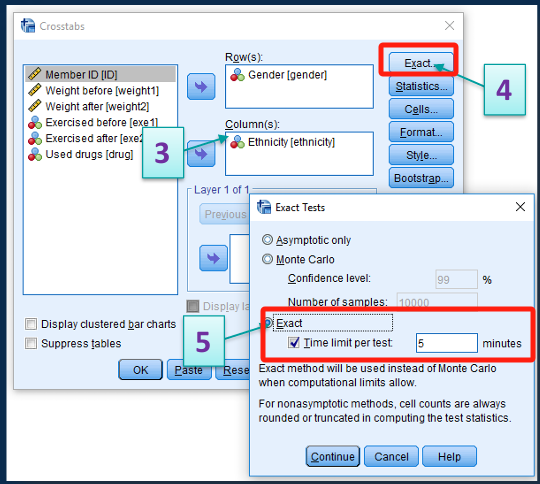 Crosstabs
Row(s):
Member ID [ID]
Weight before [weight1]
Weight after [weight2]
Exercised before [exe1]
Exercised after [exe2
Used drugs [drug]
Gender [gender]
Column(s):
Ethnicity [ethnicity]
Exact...
Statistics...
Cells...
Format...
Style...
Bootstrap...
3
4
Layer 1 of 1
Previous
Display la
Display clustered bar charts
Suppress tables
OK
Paste
Rese
5
Exact Tests
Asymptotic only
Monte Carlo
Confidence level:
99 %
Number of samples:
10000
Exact
Time limit per test:
5 minutes
Exact method will be used instead of Monte Carlo
when computational limits allow.
For nonasymptotic methods, cell counts are always
rounded or truncated in computing the test statistics.
Continue
Cancel
Help